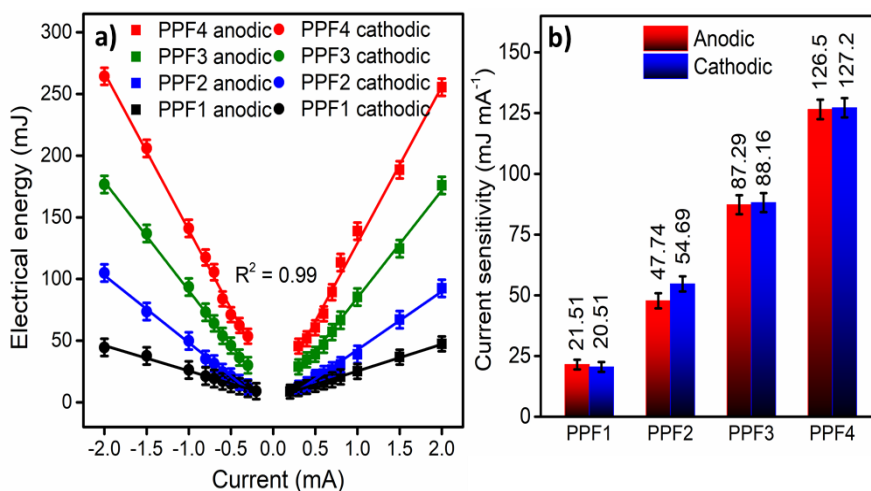 a)
PPF4 anodic PPF4 cathodic
PPF3 anodic PPF3 cathodic
PPF2 anodic PPF2 cathodic
PPF1 anodic PPF1 cathodic
R² = 0.99
Electrical energy (mJ)
300
250
200
150
100
50
0
-2.0 -1.5 -1.0 -0.5 0.0 0.5 1.0 1.5 2.0
Current (mA)
b)
Anodic
Cathodic
Current sensitivity (mJ mA⁻¹)
150
125
100
75
50
25
0
21.51
20.51
47.74
54.69
87.29
88.16
126.5
127.2
PPF1 PPF2 PPF3 PPF4